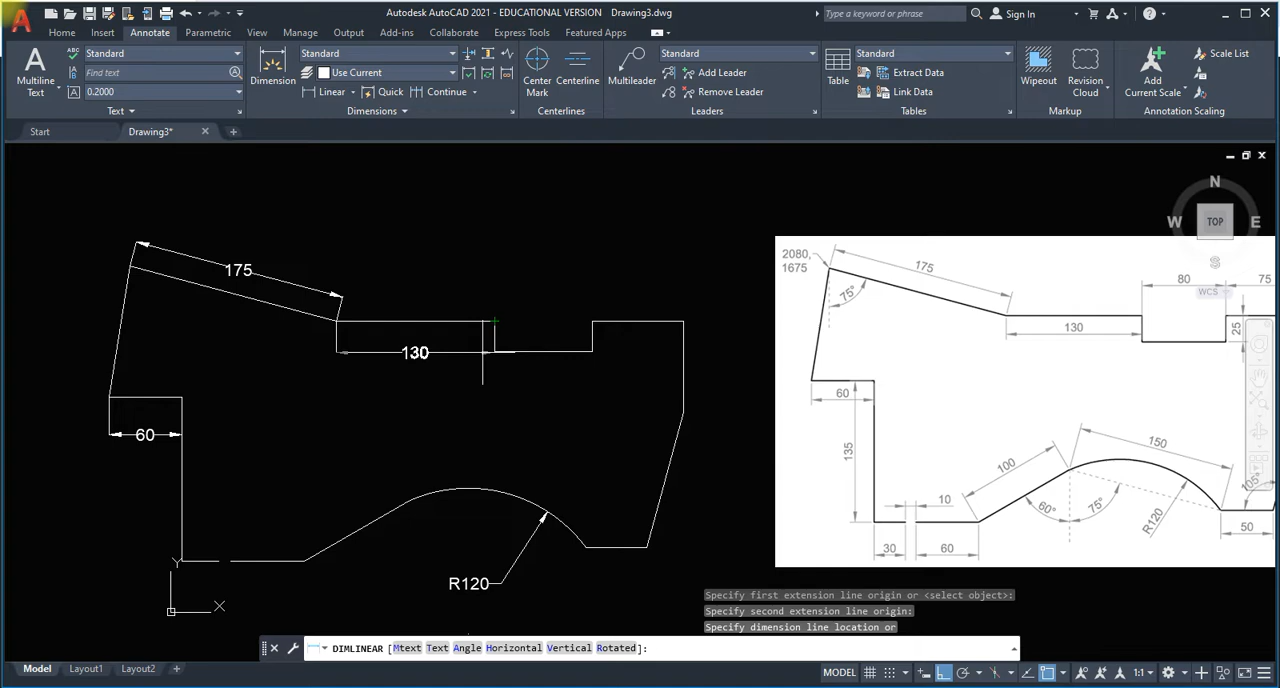 Autodesk AutoCAD 2021 - EDUCATIONAL VERSION Drawing3.dwg
Type a keyword or phrase
Sign In
Home Insert Annotate Parametric View Manage Output Add-ins Collaborate Express Tools Featured Apps
Standard Standard Standard Standard
Find text
0.2000
Multiline Text
Text
Dimension
Use Current
Linear Quick Continue
Dimensions
Center Mark
Centerline
Centerlines
Multileader
Add Leader
Remove Leader
Leaders
Table
Extract Data
Link Data
Tables
Wipeout
Revision Cloud
Markup
Add Current Scale
Scale List
Annotation Scaling
Start
Drawing3*
N
W TOP E
S
WCS
175
130
60
R120
Y
X
2080, 1675
175
75°
80
75
130
25
60
135
100
10
150
60°
75°
R120
105°
30
60
50
Specify first extension line origin or <select object>:
Specify second extension line origin:
Specify dimension line location or
DIMLINEAR [Mtext Text Angle Horizontal Vertical Rotated]:
Model Layout1 Layout2 +
MODEL
1:1